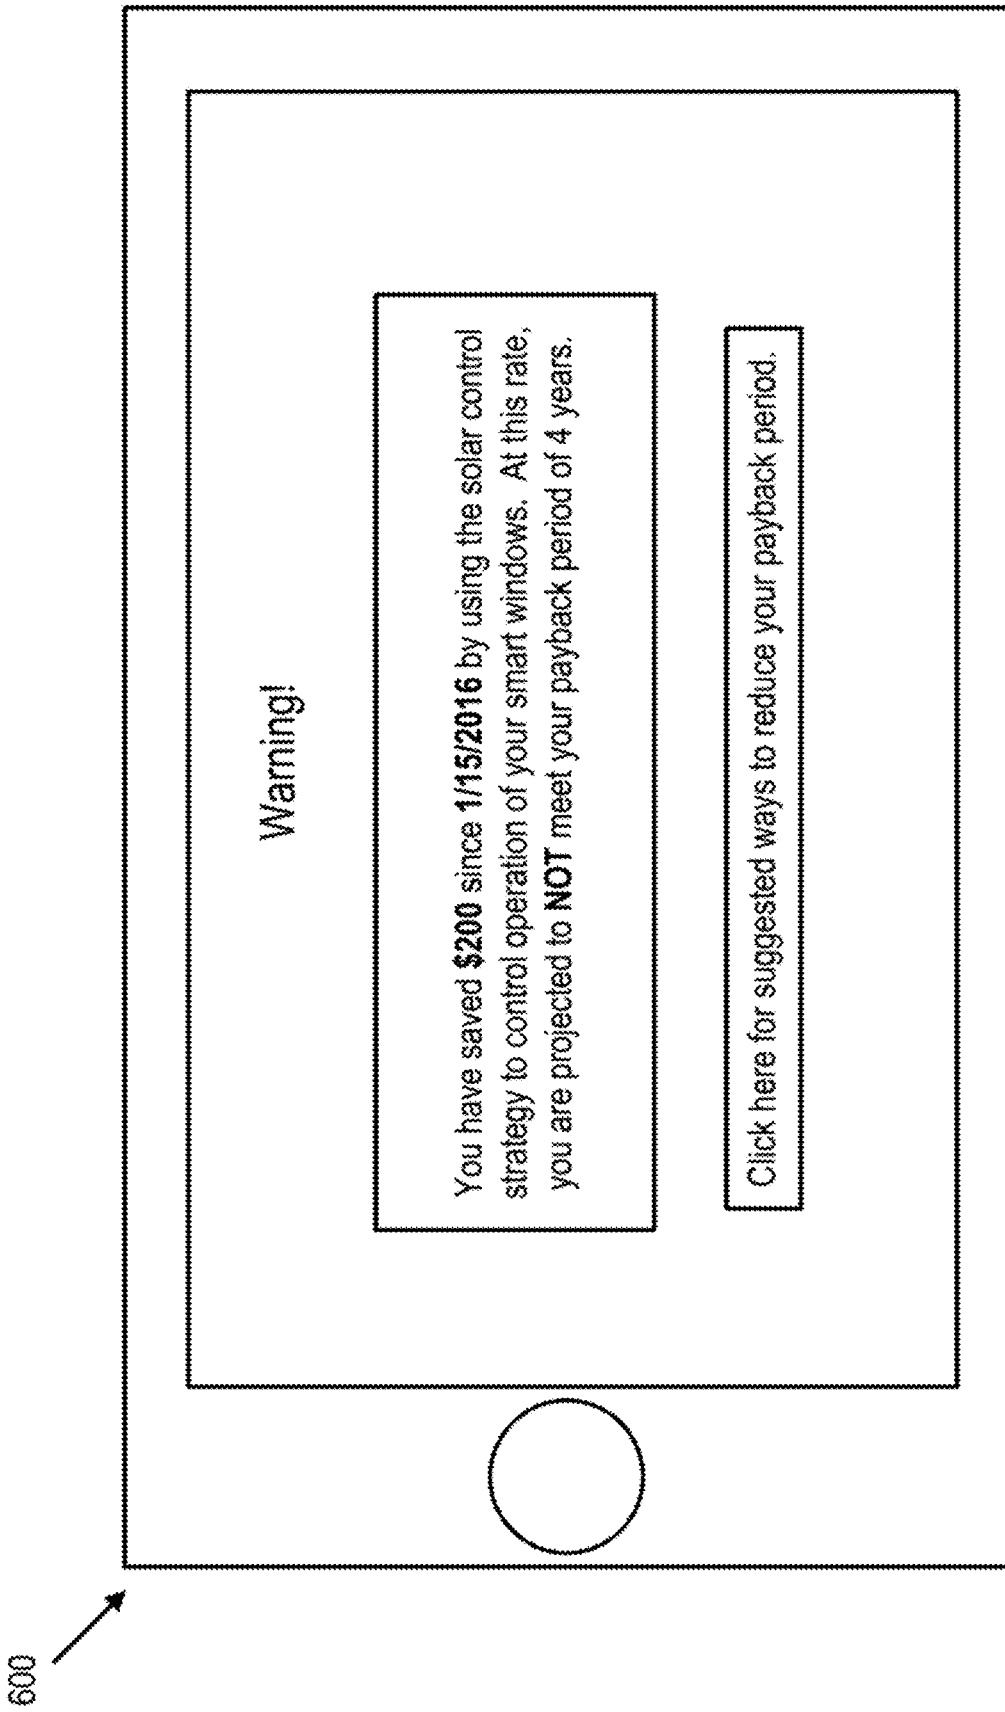 600
Warning!
You have saved $200 since 1/15/2016 by using the solar control
strategy to control operation of your smart windows. At this rate,
you are projected to NOT meet your payback period of 4 years.
Click here for suggested ways to reduce your payback period.